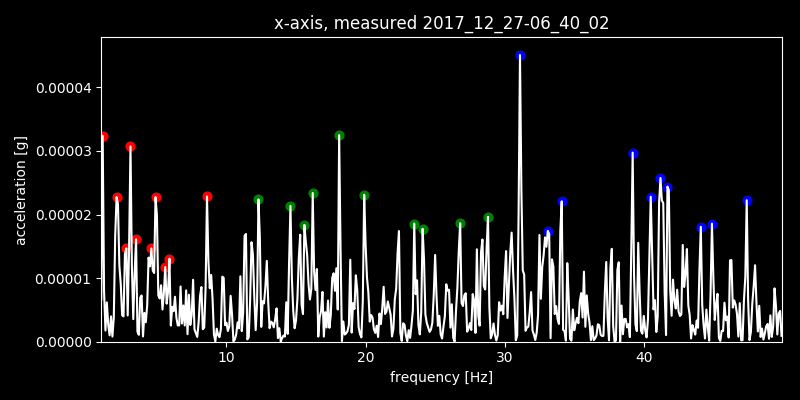 x-axis, measured 2017_12_27-06_40_02
acceleration [g]
0.00004
0.00003
0.00002
0.00001
0.00000
10 20 30 40
frequency [Hz]